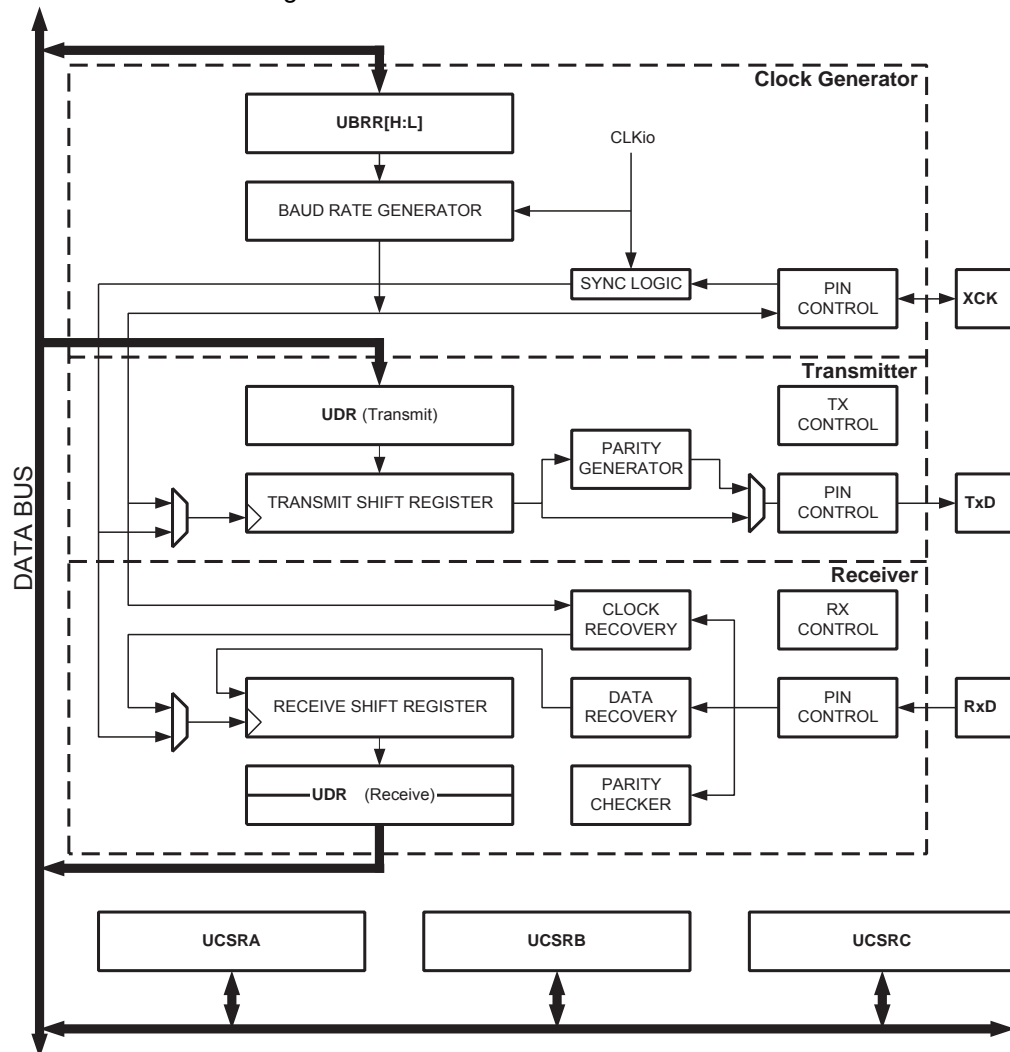 Clock Generator
UBRR[H:L]
CLKio
BAUD RATE GENERATOR
SYNC LOGIC
PIN
CONTROL
XCK
Transmitter
TX
CONTROL
UDR (Transmit)
PARITY
GENERATOR
TRANSMIT SHIFT REGISTER
PIN
CONTROL
TxD
DATA BUS
Receiver
CLOCK
RECOVERY
RX
CONTROL
RECEIVE SHIFT REGISTER
DATA
RECOVERY
PIN
CONTROL
RxD
UDR (Receive)
PARITY
CHECKER
UCSRA
UCSRB
UCSRC